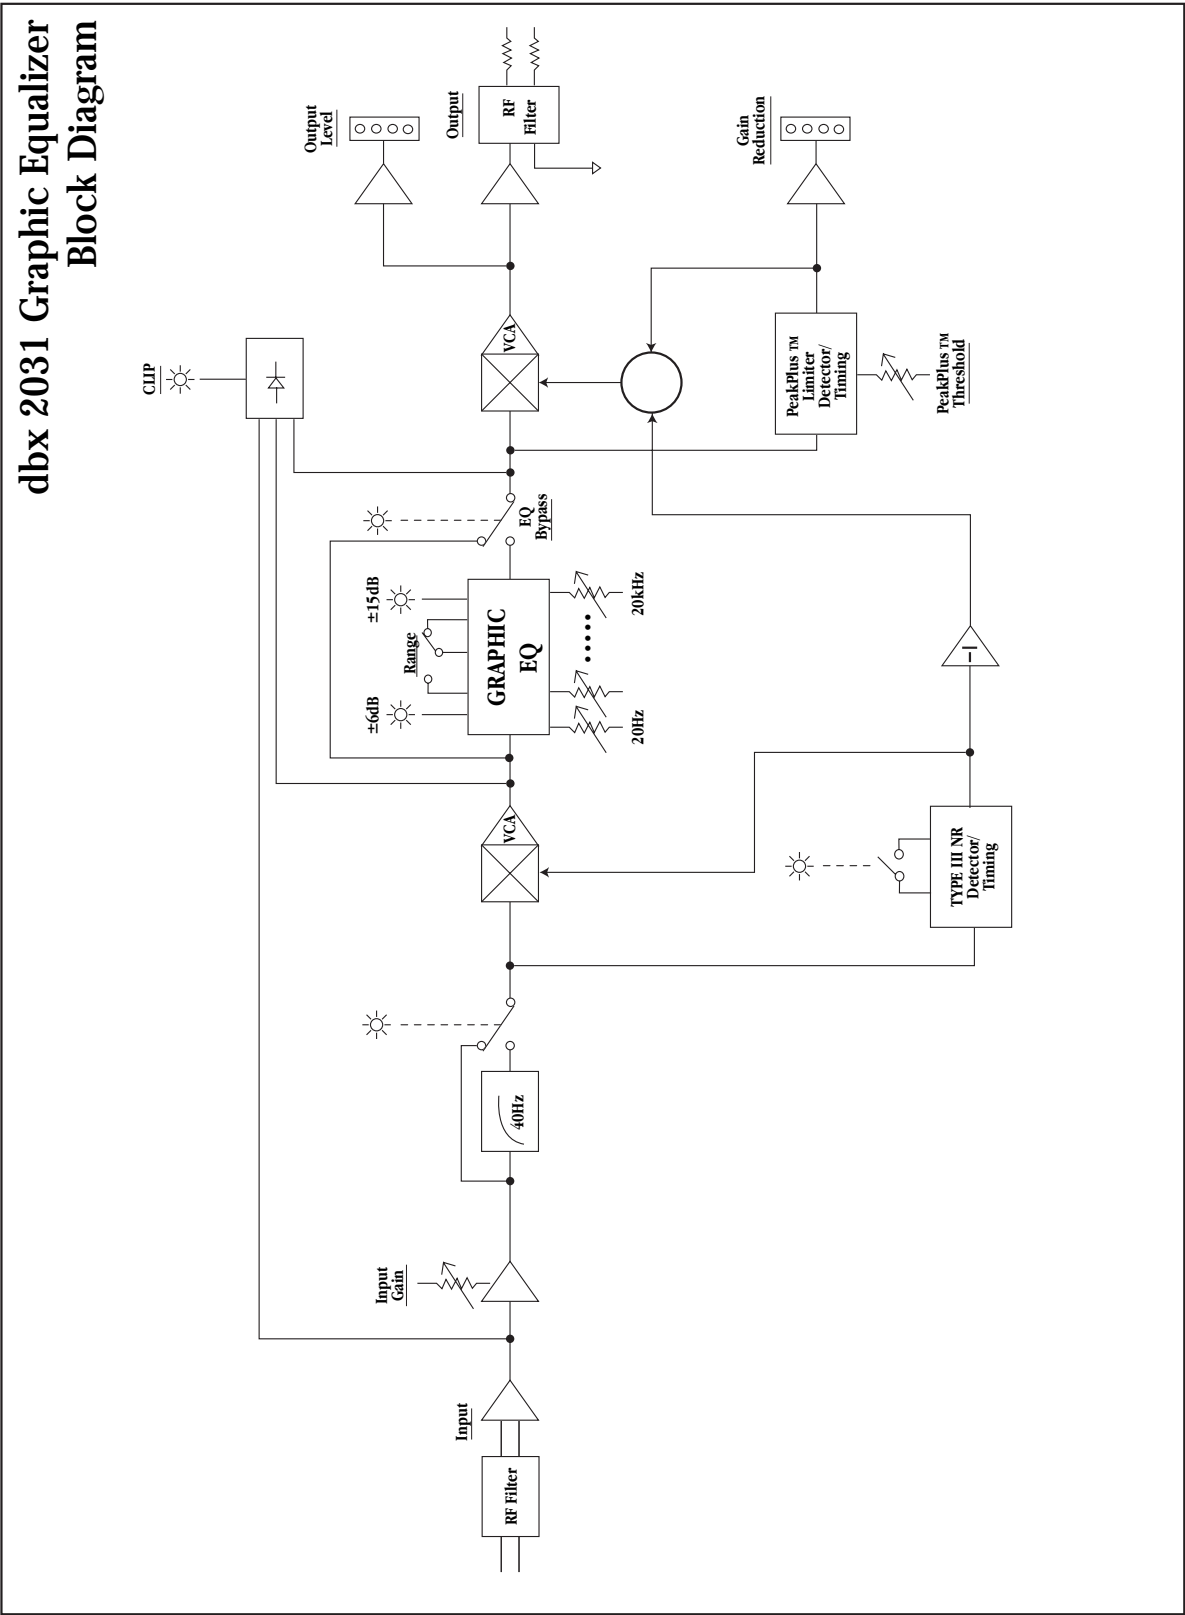 dbx 2031 Graphic Equalizer
Block Diagram
RF Filter
Input
Input
Gain
40Hz
VCA
TYPE III NR
Detector/
Timing
±6dB
Range
±15dB
GRAPHIC
EQ
20Hz
20kHz
EQ
Bypass
CLIP
VCA
PeakPlus ™
Limiter
Detector/
Timing
PeakPlus ™
Threshold
Output
Level
Output
RF
Filter
Gain
Reduction